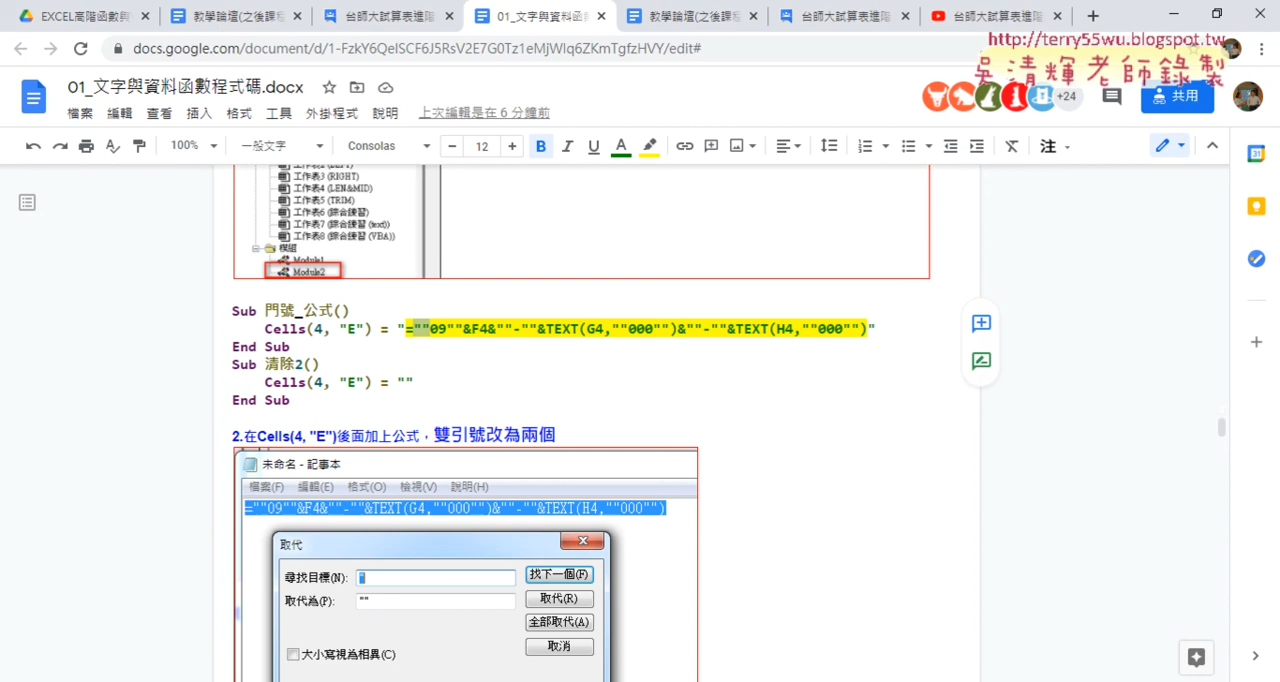 EXCEL高階函數與V
教學論壇(之後課程
台師大試算表進階
01_文字與資料函數
教學論壇(之後課程
台師大試算表進階
台師大試算表進階
docs.google.com/document/d/1-FzkY6QelSCF6J5RsV2E7G0Tz1eMjWIq6ZKmTgfzHVY/edit#
http://terry55wu.blogspot.tw
吳清輝老師錄製
01_文字與資料函數程式碼.docx
檔案 編輯 查看 插入 格式 工具 外掛程式 說明 上次編輯是在 6 分鐘前
+24
共用
100% 一般文字 Consolas 12 B I U A 注
31
工作表3 (RIGHT)
工作表4 (LEN&MID)
工作表5 (TRIM)
工作表6 (綜合練習)
工作表7 (綜合練習 (text))
工作表8 (綜合練習 (VBA))
模組
Module1
Module2
Sub 門號_公式()
Cells(4, "E") = "=""09""&F4&""-""&TEXT(G4,""000"")&""-""&TEXT(H4,""000"")"
End Sub
Sub 清除2()
Cells(4, "E") = ""
End Sub
2.在Cells(4, "E")後面加上公式，雙引號改為兩個
未命名 - 記事本
檔案(F) 編輯(E) 格式(O) 檢視(V) 說明(H)
=""09""&F4&""-""&TEXT(G4,""000"")&""-""&TEXT(H4,""000"")
取代
尋找目標(N): "
找下一個(F)
取代為(P): ""
取代(R)
全部取代(A)
取消
大小寫視為相異(C)